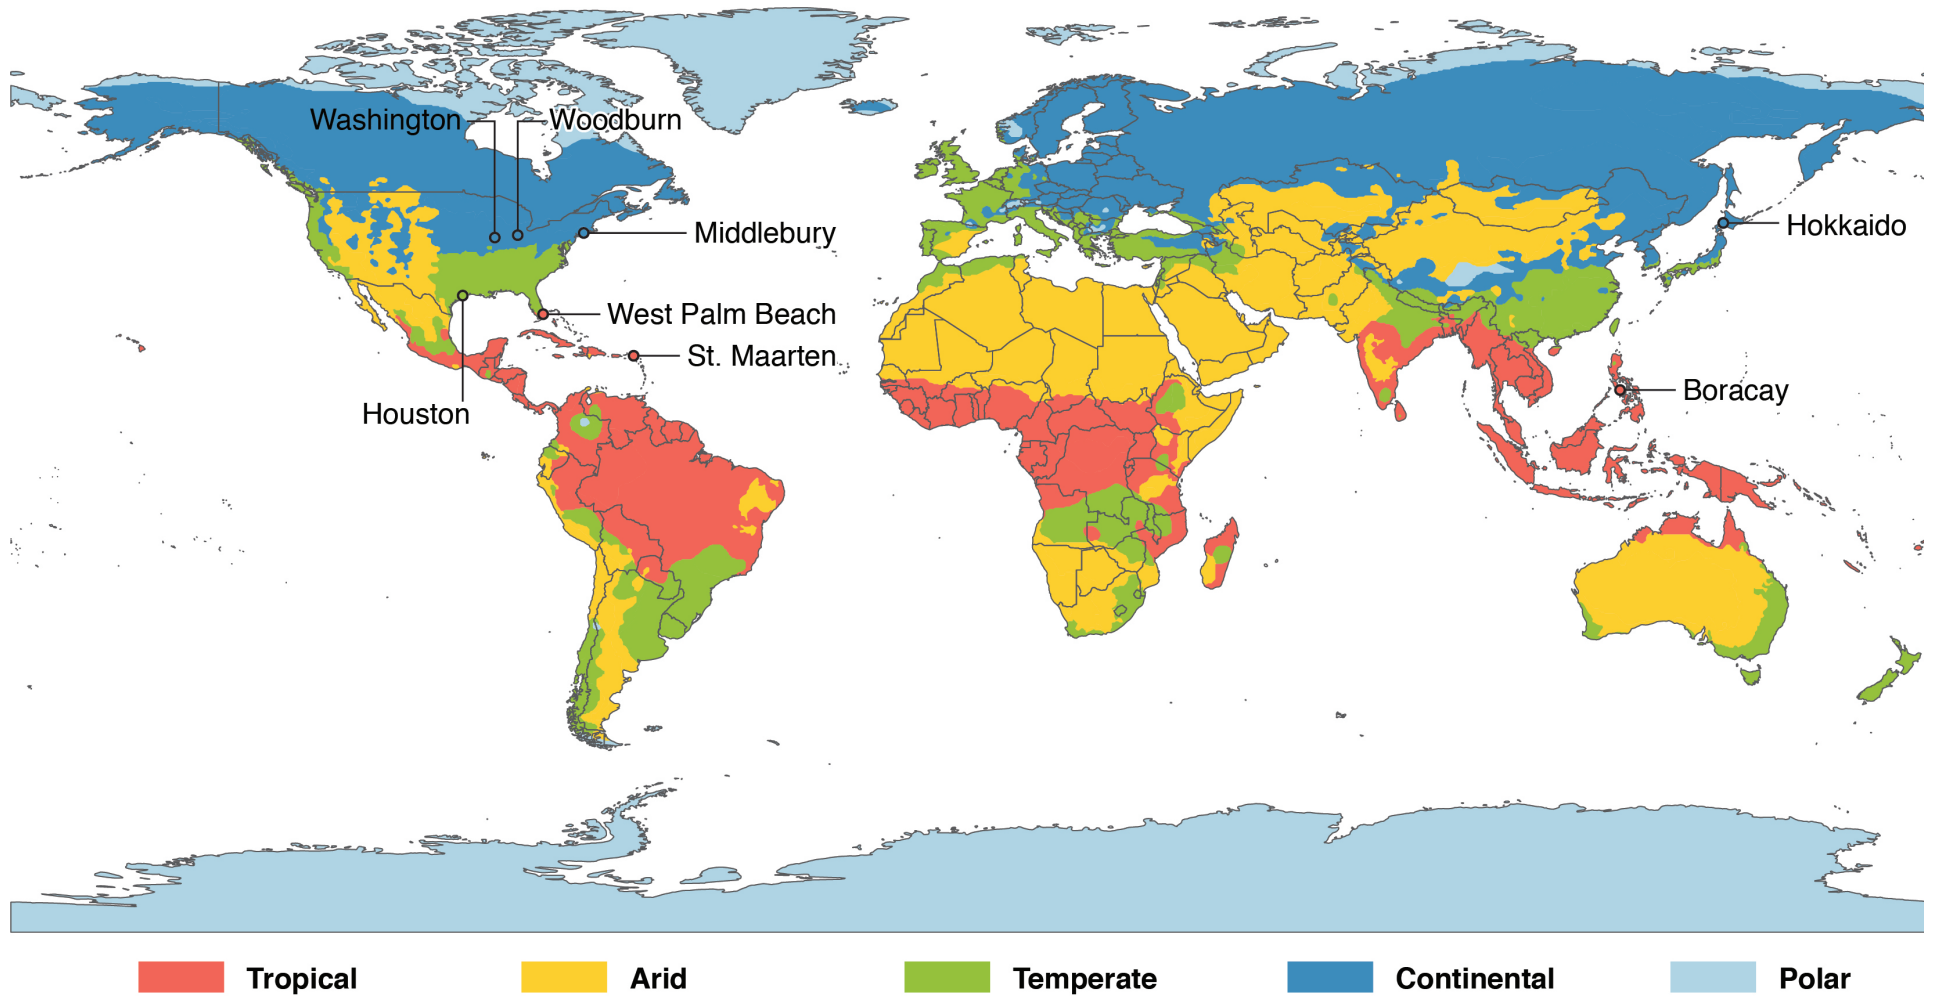 Washington
Woodburn
Middlebury
Hokkaido
West Palm Beach
St. Maarten
Boracay
Houston
Tropical
Arid
Temperate
Continental
Polar